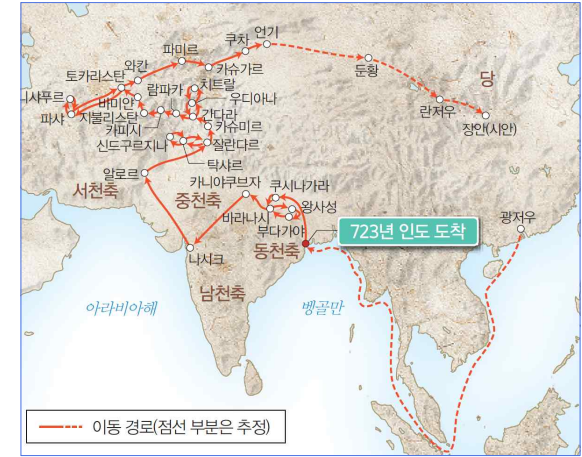 언기
쿠차
파미르
와칸
카슈가르
둔황
당
토카리스탄
치트랄
니샤푸르
람파카
우디아나
바미얀
란저우
파사
자불리스탄
간다라
장안(시안)
카피시
카슈미르
신드구르지나
잘란다르
탁샤르
알로르
서천축
중천축
카니아쿠브자
쿠시나가라
왕사성
바라나시
부다가야
723년 인도 도착
광저우
나시크
동천축
남천축
아라비아해
벵골만
이동 경로(점선 부분은 추정)